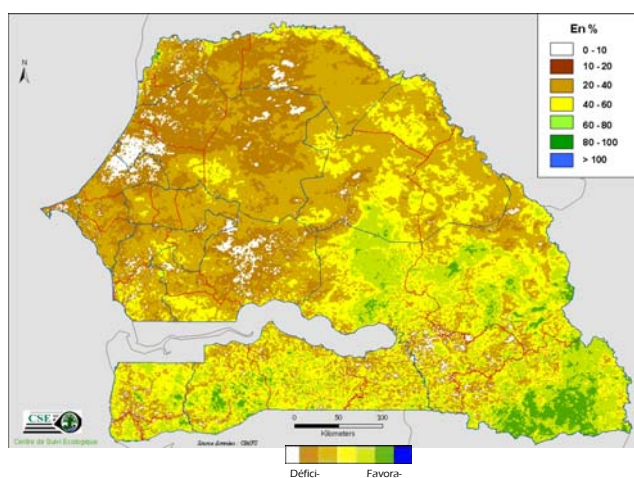 En %
0 - 10
10 - 20
20 - 40
40 - 60
60 - 80
80 - 100
> 100
N
CSE
Centre de Suivi Ecologique
0 50 100
Kilometers
Défici- Favora-